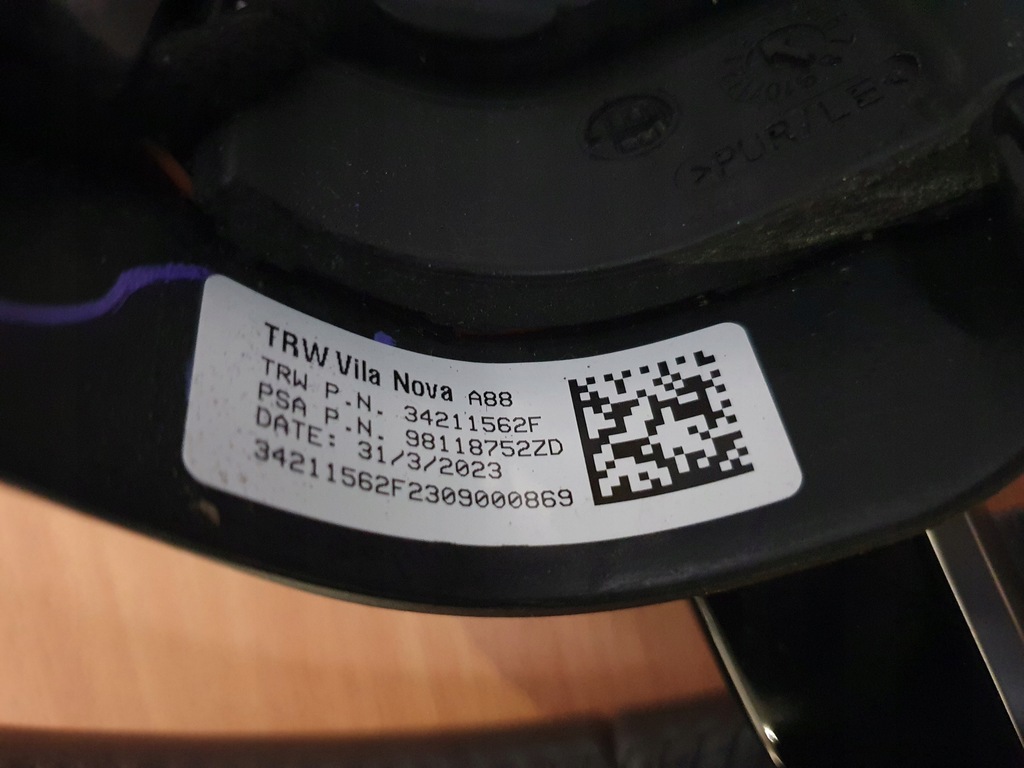 >PUR/LE
TRW Vila Nova A88
TRW P.N. 34211562F
PSA P.N. 98118752ZD
DATE: 31/3/2023
34211562F2309000869